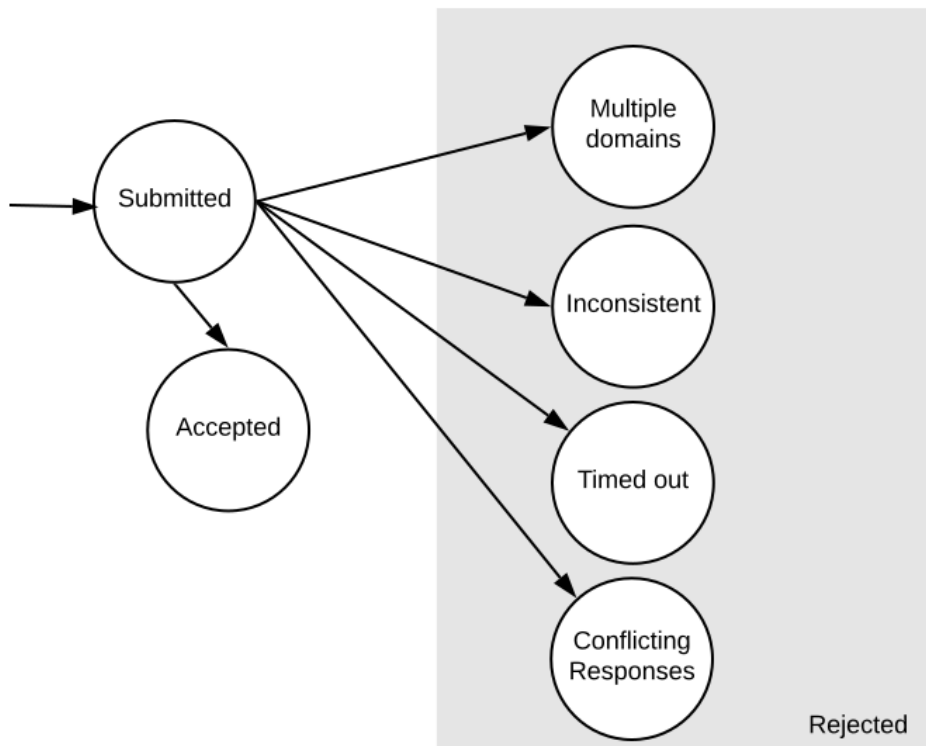 Multiple
domains
Submitted
Inconsistent
Accepted
Timed out
Conflicting
Responses
Rejected